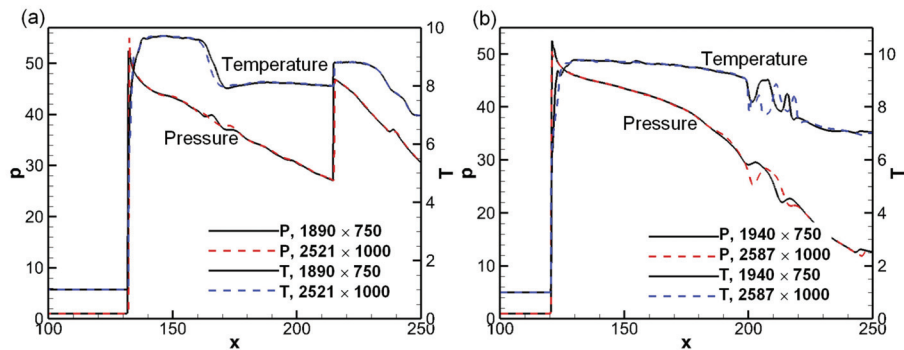 (a)
(b)
50
40
30
20
10
0
p
10
8
6
4
2
0
T
Temperature
Pressure
P, 1890 × 750
P, 2521 × 1000
T, 1890 × 750
T, 2521 × 1000
100
150
200
250
x
50
40
30
20
10
0
p
10
8
6
4
2
0
T
Temperature
Pressure
P, 1940 × 750
P, 2587 × 1000
T, 1940 × 750
T, 2587 × 1000
100
150
200
250
x